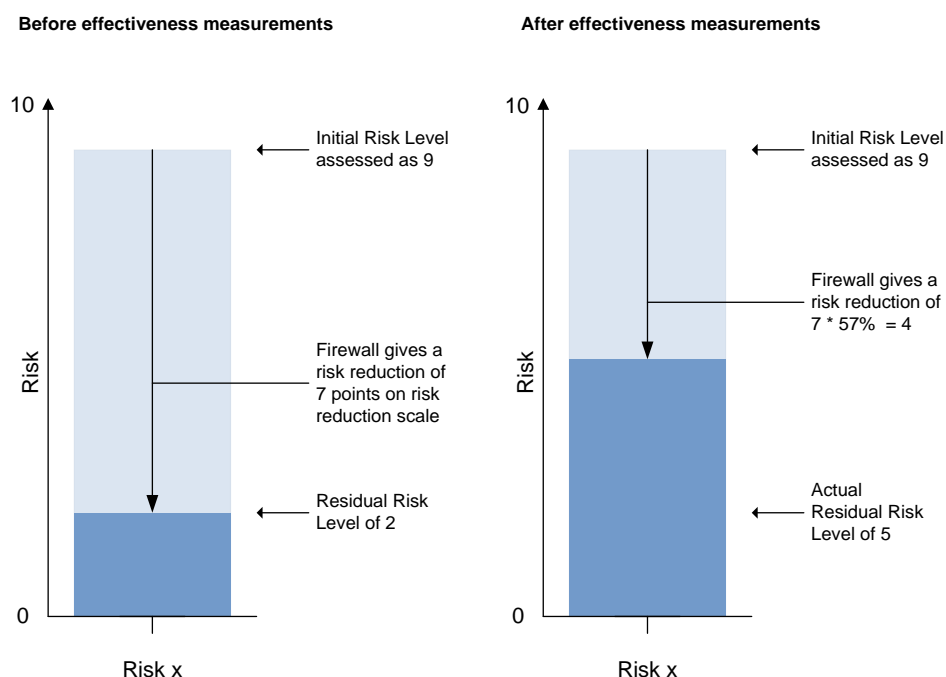 Before effectiveness measurements
10
Initial Risk Level
assessed as 9
Risk
Firewall gives a
risk reduction of
7 points on risk
reduction scale
Residual Risk
Level of 2
0
Risk x
After effectiveness measurements
10
Initial Risk Level
assessed as 9
Firewall gives a
risk reduction of
7 * 57%  = 4
Risk
Actual
Residual Risk
Level of 5
0
Risk x